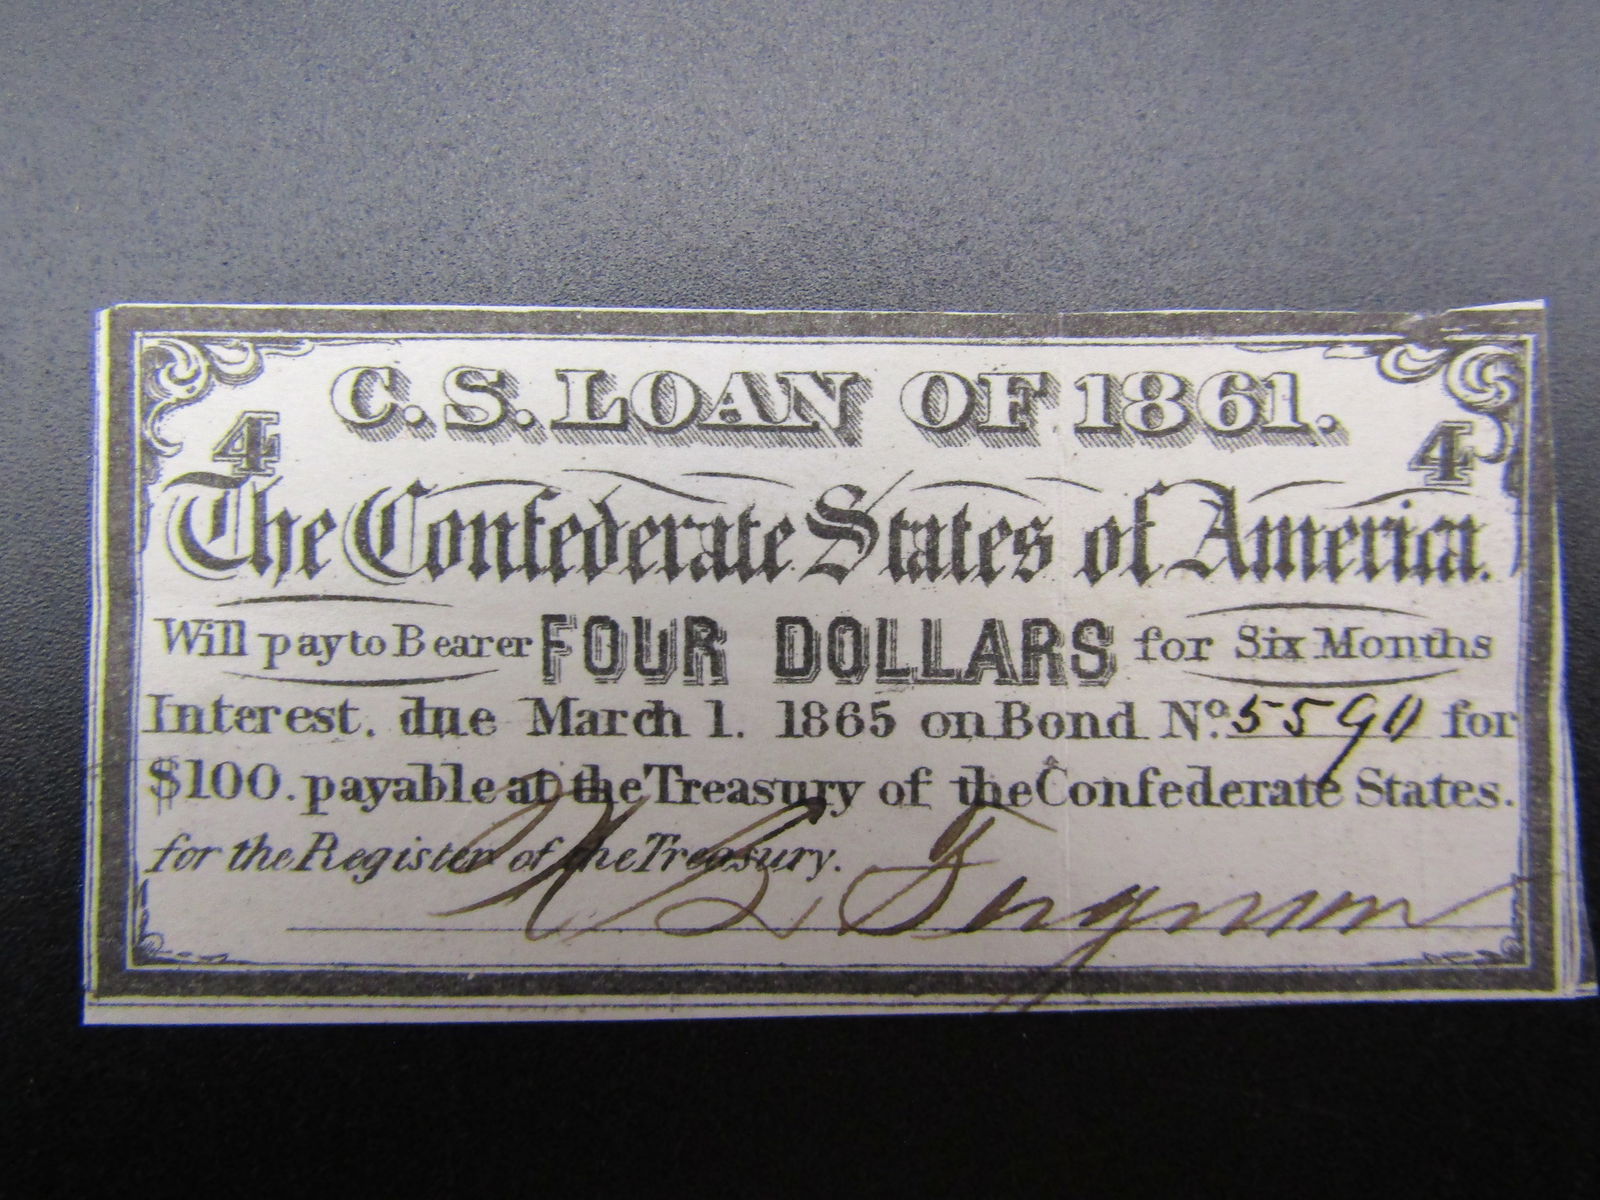 C. S. LOAN OF 1861.
4 4
The Confederate States of America.
Will pay to Bearer FOUR DOLLARS for Six Months
Interest. due March 1. 1865 on Bond No. 5590 for
$100. payable at the Treasury of the Confederate States.
for the Register of the Treasury.